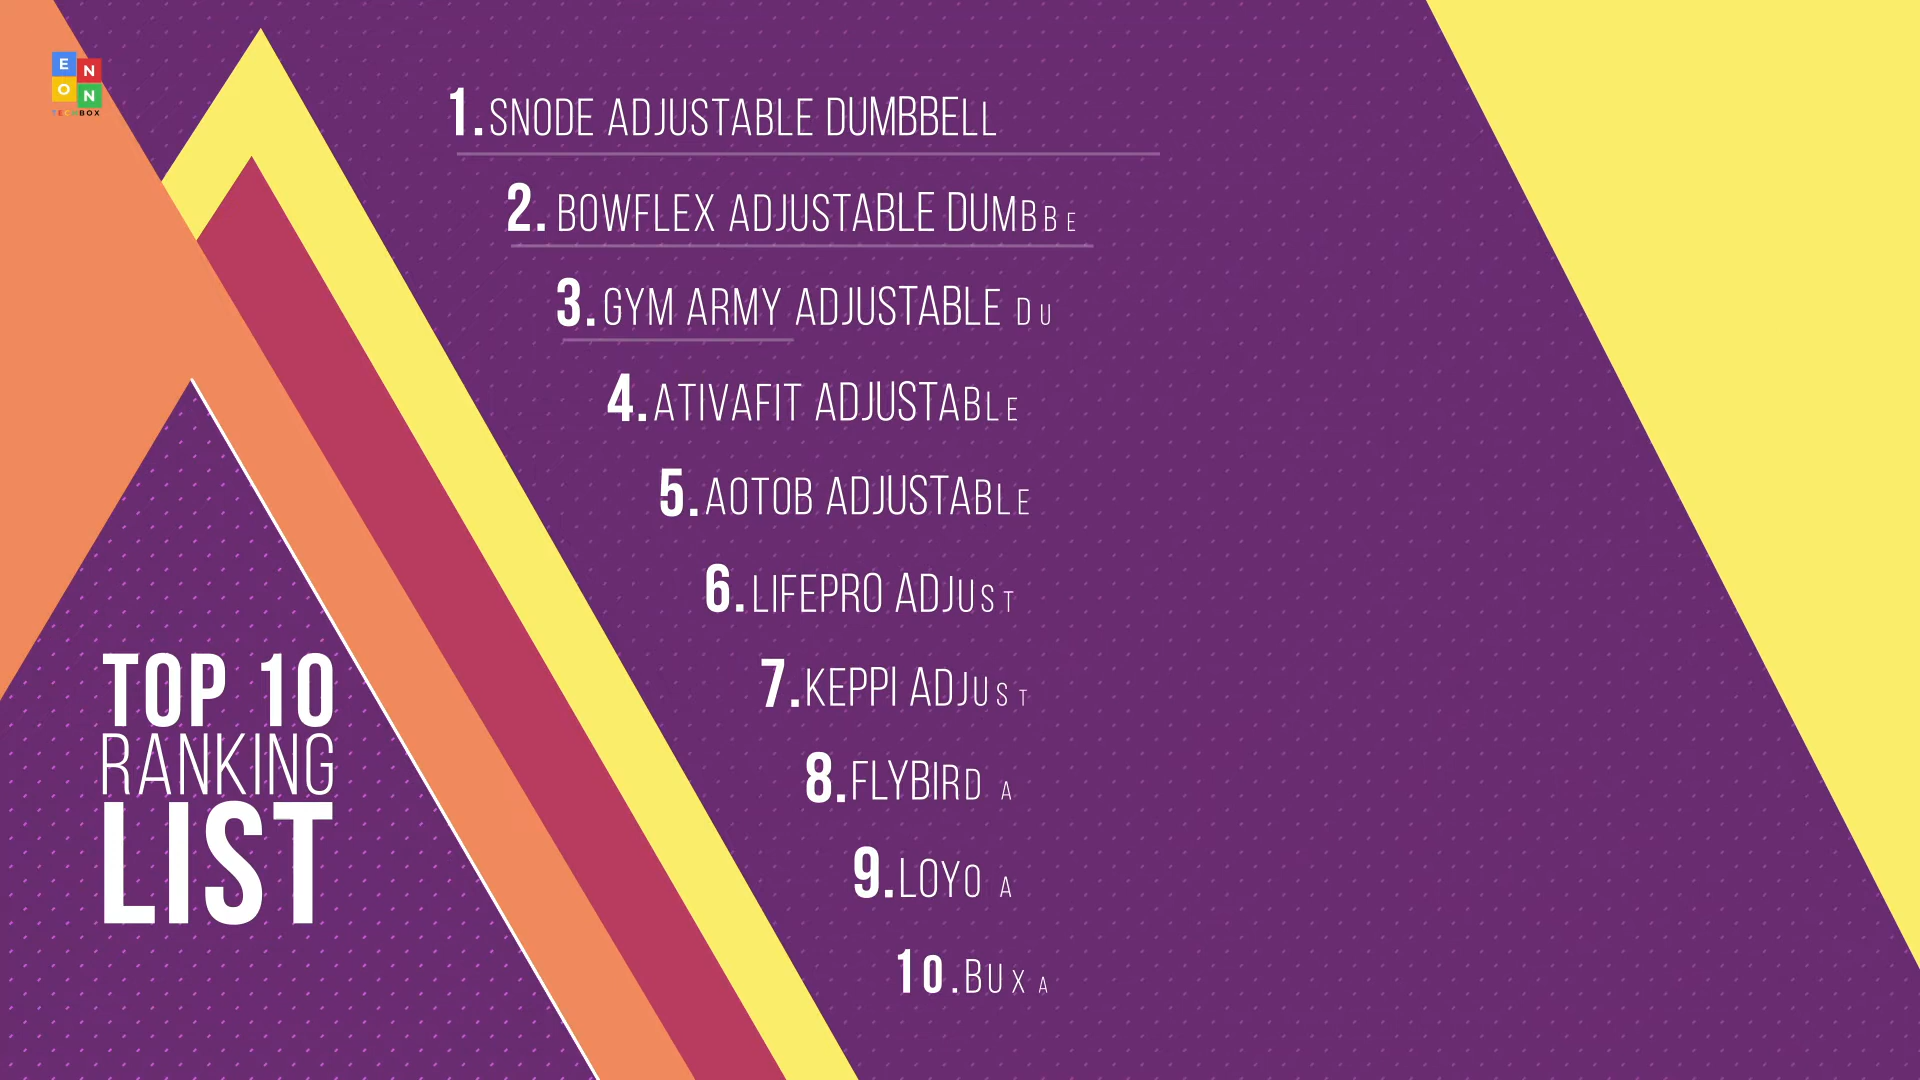 E N
O N
TECHBOX
1. SNODE ADJUSTABLE DUMBBELL
2. BOWFLEX ADJUSTABLE DUMBBE
3. GYM ARMY ADJUSTABLE DU
4. ATIVAFIT ADJUSTABLE
5. AOTOB ADJUSTABLE
6. LIFEPRO ADJUST
7. KEPPI ADJUST
8. FLYBIRD A
9. LOYO A
10. BUX A
TOP 10
RANKING
LIST